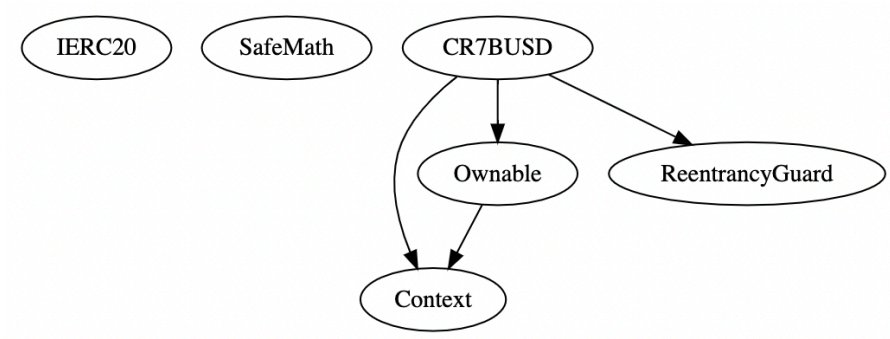 IERC20
SafeMath
CR7BUSD
Ownable
ReentrancyGuard
Context